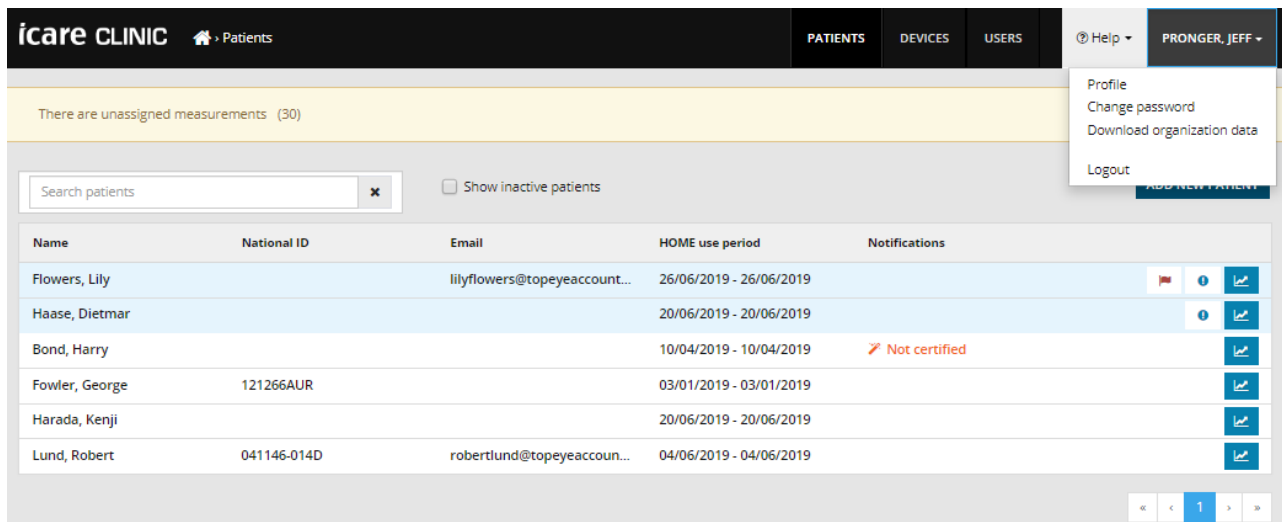 icare CLINIC › Patients PATIENTS DEVICES USERS Help PRONGER, JEFF
Profile
Change password
Download organization data
Logout
There are unassigned measurements (30)
Search patients Show inactive patients ADD NEW PATIENT
Name National ID Email HOME use period Notifications
Flowers, Lily lilyflowers@topeyeaccount... 26/06/2019 - 26/06/2019
Haase, Dietmar 20/06/2019 - 20/06/2019
Bond, Harry 10/04/2019 - 10/04/2019 Not certified
Fowler, George 121266AUR 03/01/2019 - 03/01/2019
Harada, Kenji 20/06/2019 - 20/06/2019
Lund, Robert 041146-014D robertlund@topeyeaccoun... 04/06/2019 - 04/06/2019
« ‹ 1 › »